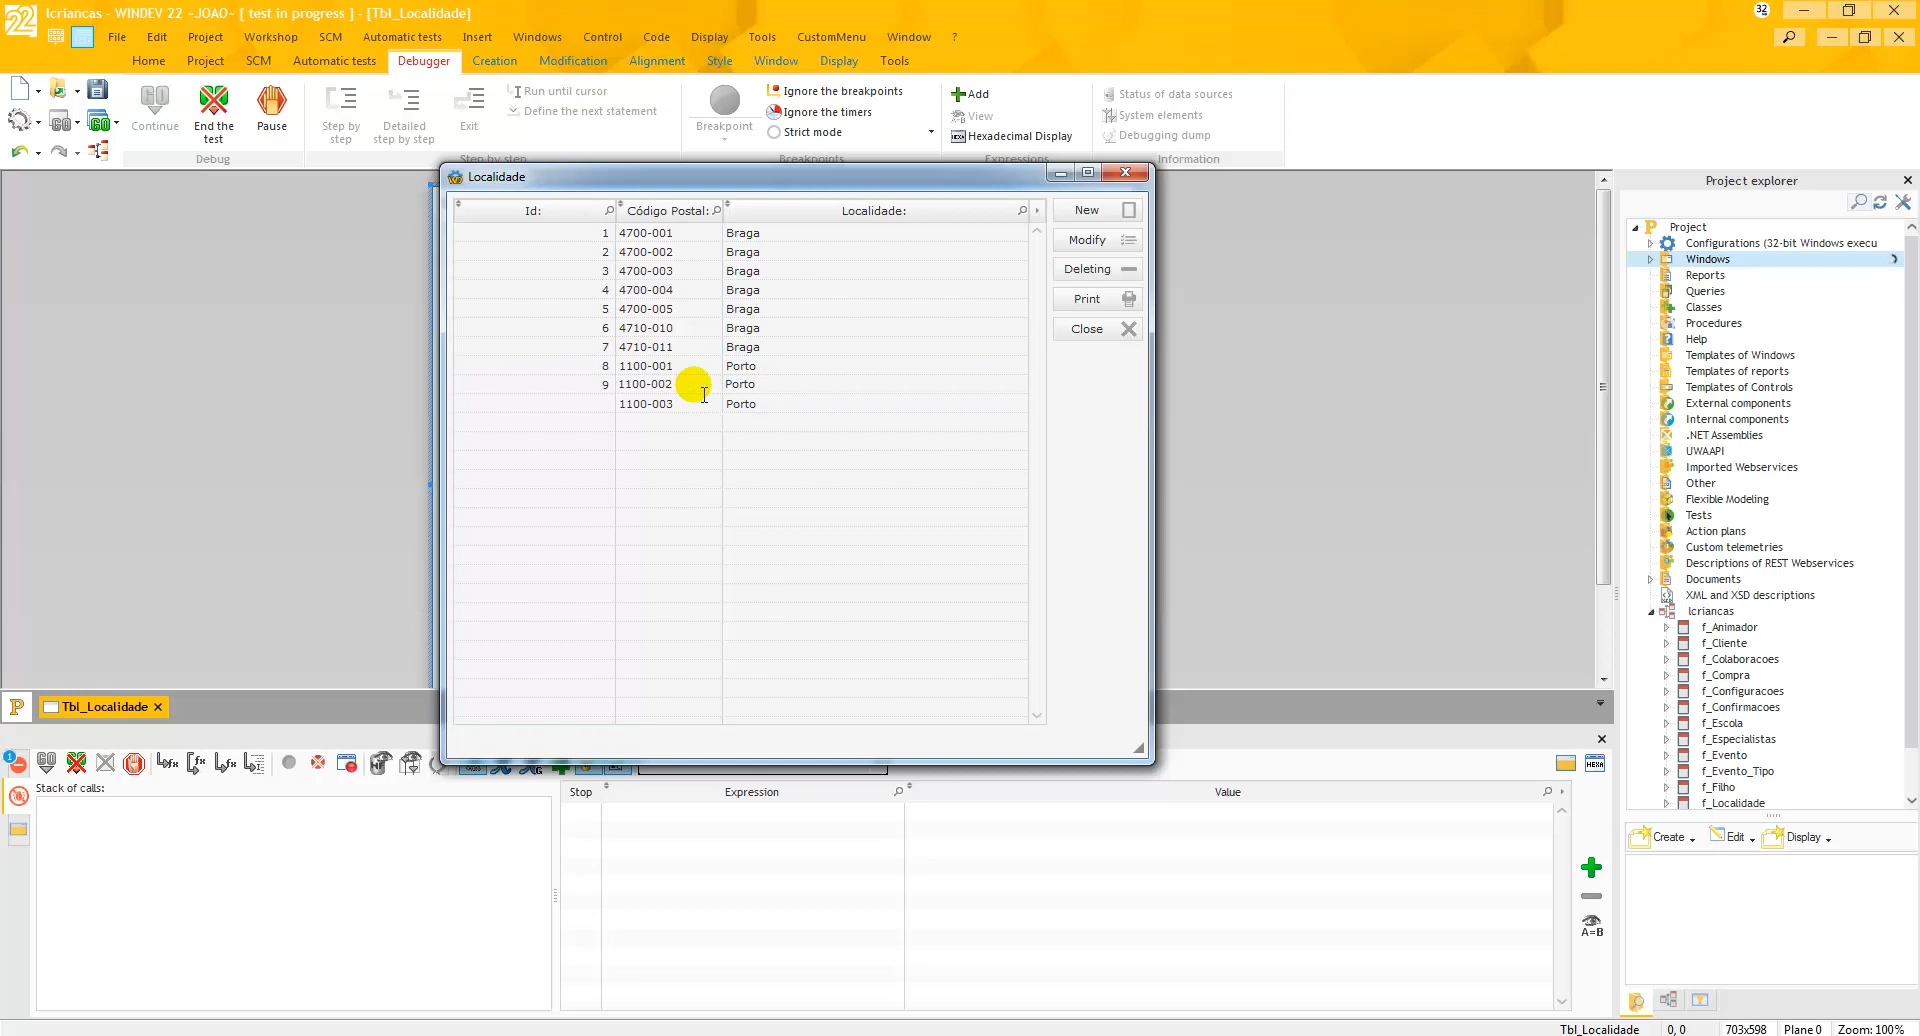 lcriancas - WINDEV 22 ~JOAO~ [ test in progress ] - [Tbl_Localidade]
32
File Edit Project Workshop SCM Automatic tests Insert Windows Control Code Display Tools CustomMenu Window ?
Home Project SCM Automatic tests Debugger Creation Modification Alignment Style Window Display Tools
Continue
End the test
Pause
Debug
Step by step
Detailed step by step
Exit
Run until cursor
Define the next statement
Step by step
Breakpoint
Ignore the breakpoints
Ignore the timers
Strict mode
Breakpoints
Add
View
Hexadecimal Display
Expressions
Status of data sources
System elements
Debugging dump
Information
Localidade
Id: Código Postal: Localidade:
1 4700-001 Braga
2 4700-002 Braga
3 4700-003 Braga
4 4700-004 Braga
5 4700-005 Braga
6 4710-010 Braga
7 4710-011 Braga
8 1100-001 Porto
9 1100-002 Porto
1100-003 Porto
New
Modify
Deleting
Print
Close
Project explorer
Project
Configurations (32-bit Windows execu
Windows
Reports
Queries
Classes
Procedures
Help
Templates of Windows
Templates of reports
Templates of Controls
External components
Internal components
.NET Assemblies
UWAAPI
Imported Webservices
Other
Flexible Modeling
Tests
Action plans
Custom telemetries
Descriptions of REST Webservices
Documents
XML and XSD descriptions
lcriancas
f_Animador
f_Cliente
f_Colaboracoes
f_Compra
f_Configuracoes
f_Confirmacoes
f_Escola
f_Especialistas
f_Evento
f_Evento_Tipo
f_Filho
f_Localidade
Create Edit Display
Tbl_Localidade
Stack of calls:
Stop Expression Value
HEXA
A=B
Tbl_Localidade 0, 0 703x598 Plane 0 Zoom: 100%